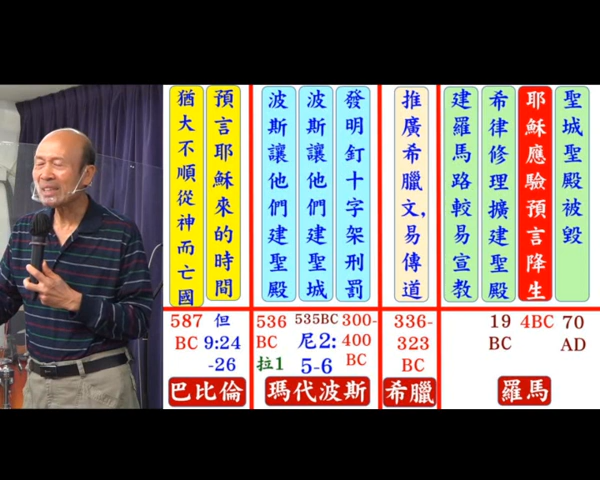 猶大不順從神而亡國
預言耶穌來的時間
波斯讓他們建聖殿
波斯讓他們建聖城
發明釘十字架刑罰
推廣希臘文,易傳道
建羅馬路較易宣教
希律修理擴建聖殿
耶穌應驗預言降生
聖城聖殿被毀
587
BC
但
9:24
-26
536
BC
拉1
535BC
尼2:
5-6
300-
400
BC
336-
323
BC
19
BC
4BC
70
AD
巴比倫
瑪代波斯
希臘
羅馬